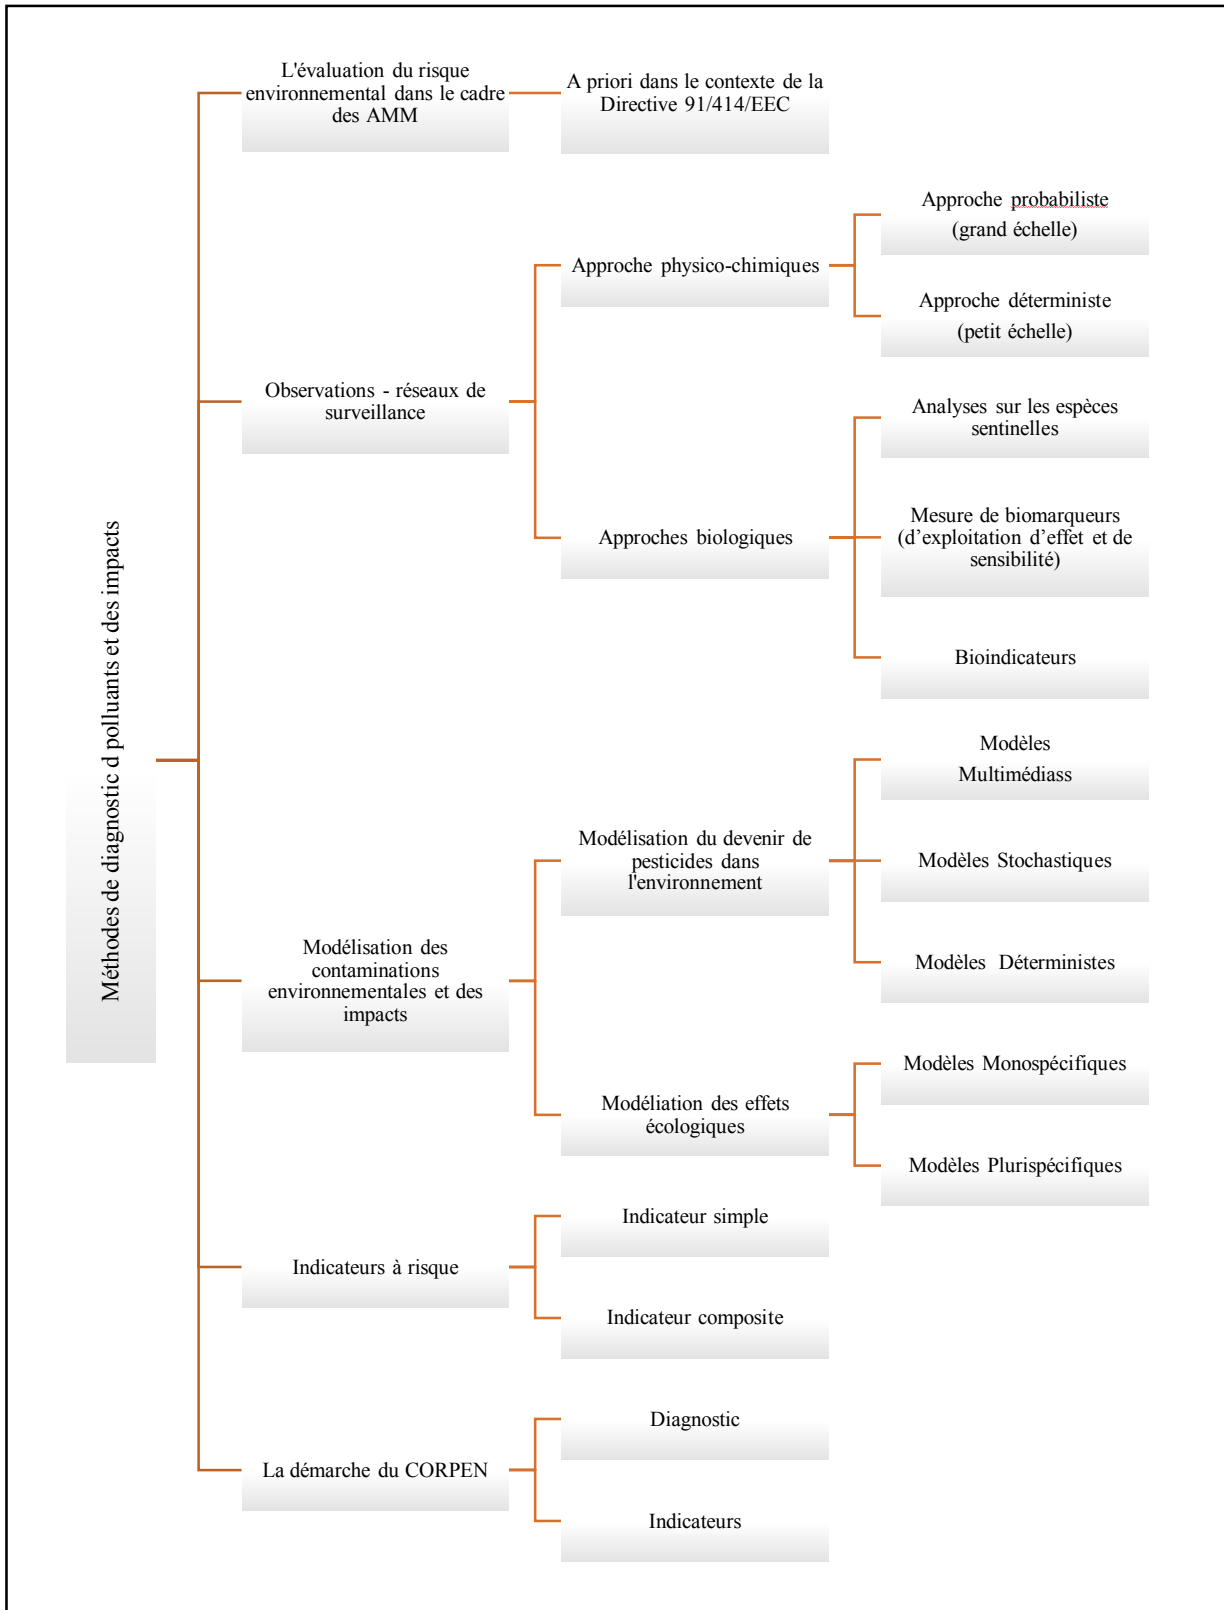 Méthodes de diagnostic d polluants et des impacts
L'évaluation du risque
environnemental dans le cadre
des AMM
A priori dans le contexte de la
Directive 91/414/EEC
Observations - réseaux de
surveillance
Approche physico-chimiques
Approche probabiliste
(grand échelle)
Approche déterministe
(petit échelle)
Approches biologiques
Analyses sur les espèces
sentinelles
Mesure de biomarqueurs
(d’exploitation d’effet et de
sensibilité)
Bioindicateurs
Modélisation des
contaminations
environnementales et des
impacts
Modélisation du devenir de
pesticides dans
l'environnement
Modèles
Multimédiass
Modèles Stochastiques
Modèles Déterministes
Modéliation des effets
écologiques
Modèles Monospécifiques
Modèles Plurispécifiques
Indicateurs à risque
Indicateur simple
Indicateur composite
La démarche du CORPEN
Diagnostic
Indicateurs